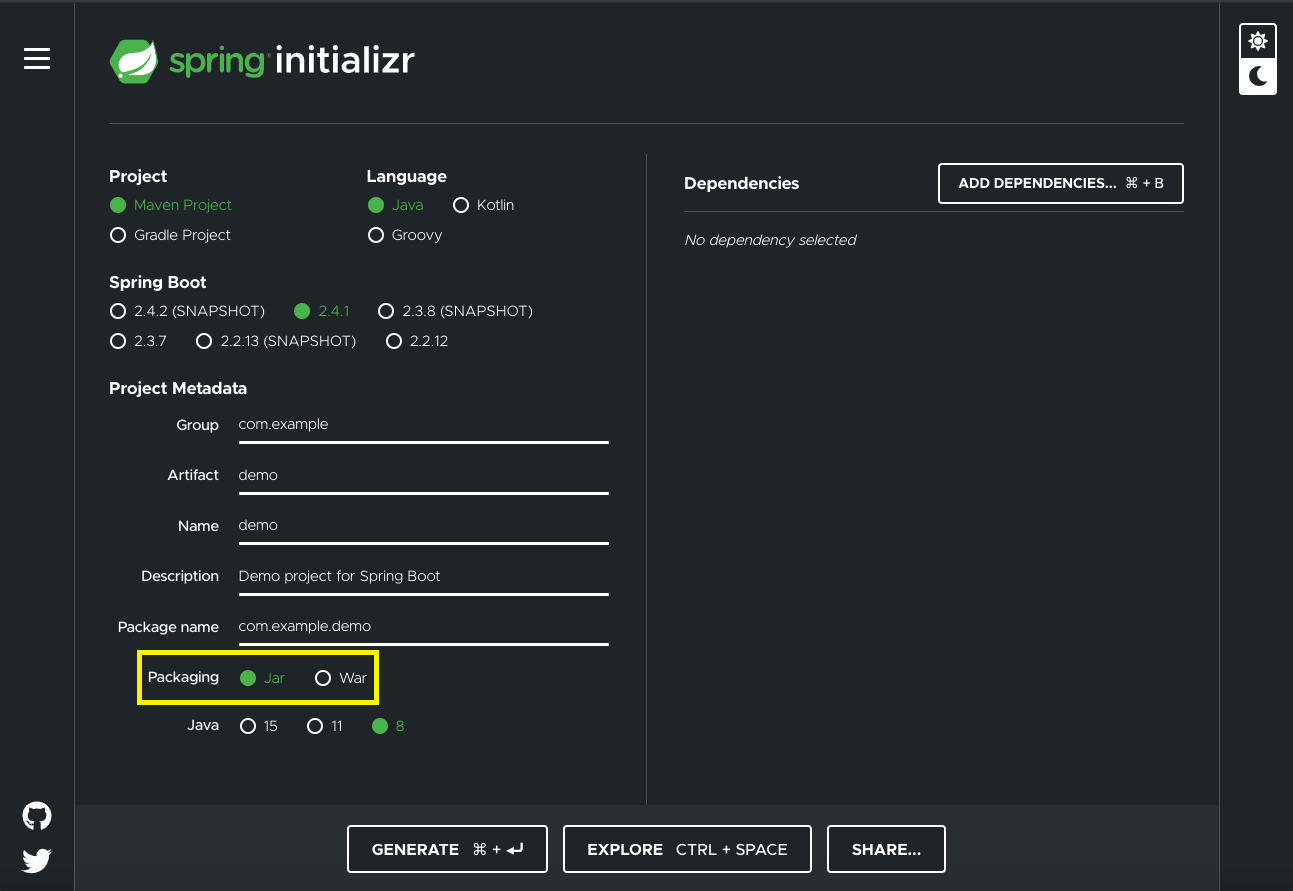 spring initializr
Project
Maven Project
Gradle Project
Language
Java Kotlin
Groovy
Spring Boot
2.4.2 (SNAPSHOT) 2.4.1 2.3.8 (SNAPSHOT)
2.3.7 2.2.13 (SNAPSHOT) 2.2.12
Project Metadata
Group com.example
Artifact demo
Name demo
Description Demo project for Spring Boot
Package name com.example.demo
Packaging Jar War
Java 15 11 8
Dependencies
ADD DEPENDENCIES... ⌘ + B
No dependency selected
GENERATE ⌘ + ↵
EXPLORE CTRL + SPACE
SHARE...